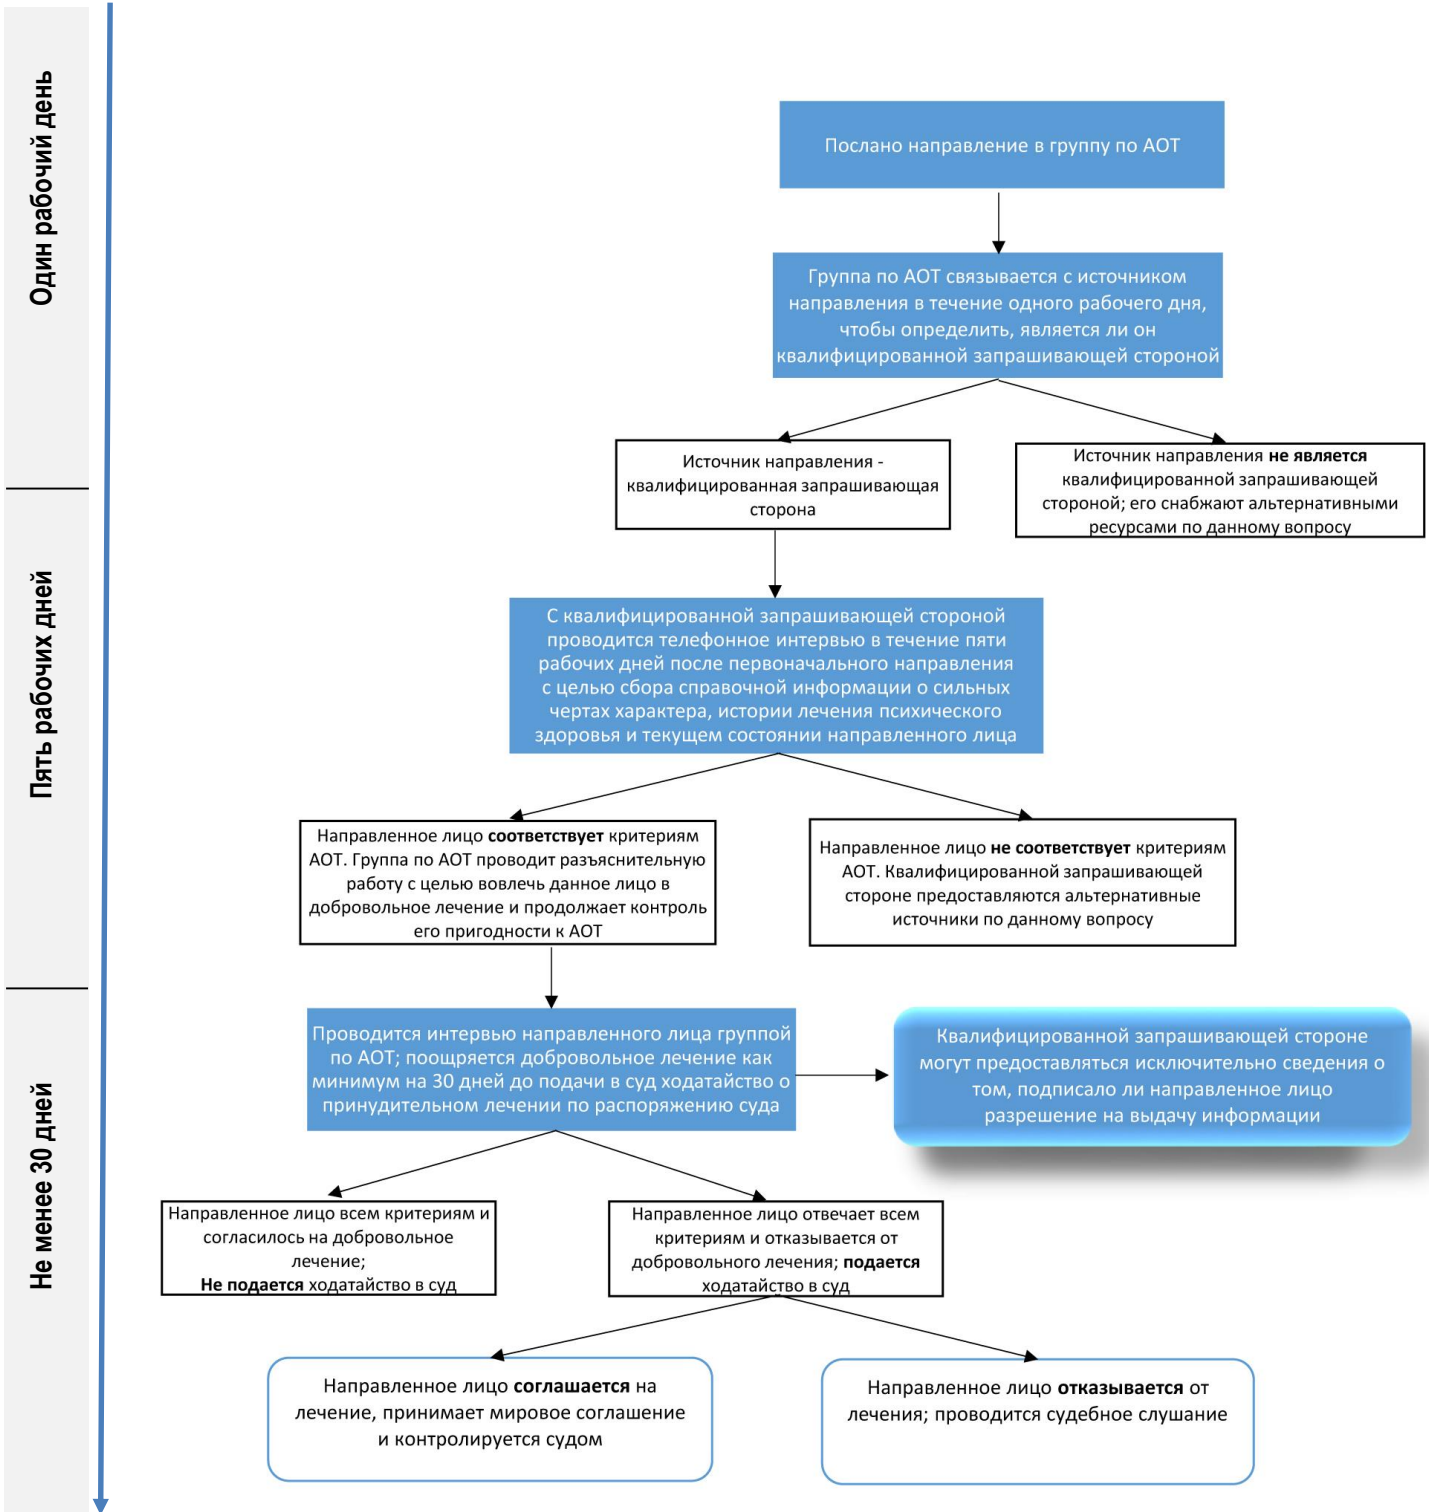 Один рабочий день
Послано направление в группу по АОТ
Группа по АОТ связывается с источником
направления в течение одного рабочего дня,
чтобы определить, является ли он
квалифицированной запрашивающей стороной
Источник направления -
квалифицированная запрашивающая
сторона
Источник направления не является
квалифицированной запрашивающей
стороной; его снабжают альтернативными
ресурсами по данному вопросу
Пять рабочих дней
С квалифицированной запрашивающей стороной
проводится телефонное интервью в течение пяти
рабочих дней после первоначального направления
с целью сбора справочной информации о сильных
чертах характера, истории лечения психического
здоровья и текущем состоянии направленного лица
Направленное лицо соответствует критериям
АОТ. Группа по АОТ проводит разъяснительную
работу с целью вовлечь данное лицо в
добровольное лечение и продолжает контроль
его пригодности к АОТ
Направленное лицо не соответствует критериям
АОТ. Квалифицированной запрашивающей
стороне предоставляются альтернативные
источники по данному вопросу
Не менее 30 дней
Проводится интервью направленного лица группой
по АОТ; поощряется добровольное лечение как
минимум на 30 дней до подачи в суд ходатайство о
принудительном лечении по распоряжению суда
Квалифицированной запрашивающей стороне
могут предоставляться исключительно сведения о
том, подписало ли направленное лицо
разрешение на выдачу информации
Направленное лицо всем критериям и
согласилось на добровольное
лечение;
Не подается ходатайство в суд
Направленное лицо отвечает всем
критериям и отказывается от
добровольного лечения; подается
ходатайство в суд
Направленное лицо соглашается на
лечение, принимает мировое соглашение
и контролируется судом
Направленное лицо отказывается от
лечения; проводится судебное слушание